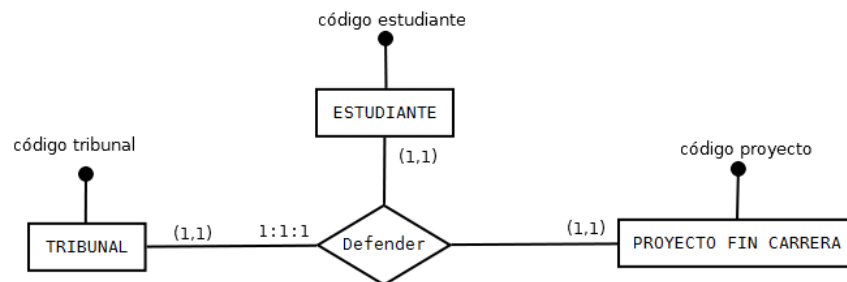 código estudiante
ESTUDIANTE
código tribunal
(1,1)
código proyecto
TRIBUNAL
(1,1)
1:1:1
Defender
(1,1)
PROYECTO FIN CARRERA